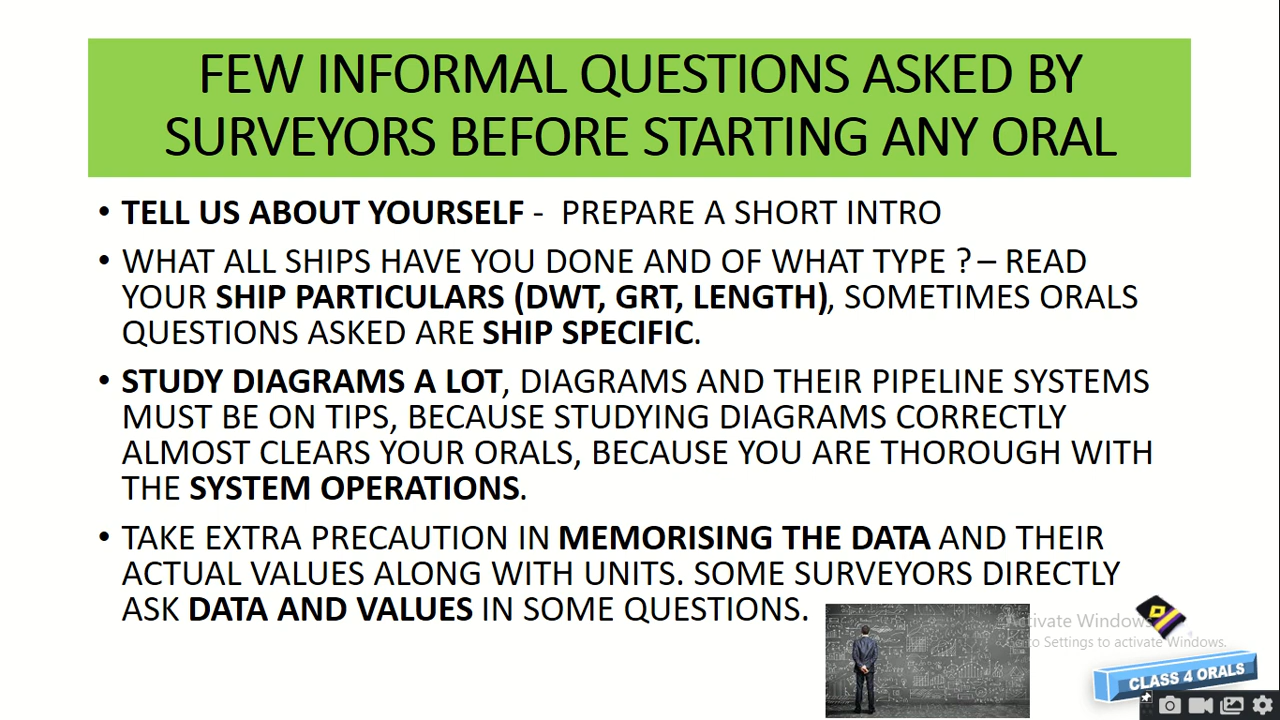 FEW INFORMAL QUESTIONS ASKED BY
SURVEYORS BEFORE STARTING ANY ORAL
• TELL US ABOUT YOURSELF - PREPARE A SHORT INTRO
• WHAT ALL SHIPS HAVE YOU DONE AND OF WHAT TYPE ? – READ
YOUR SHIP PARTICULARS (DWT, GRT, LENGTH), SOMETIMES ORALS
QUESTIONS ASKED ARE SHIP SPECIFIC.
• STUDY DIAGRAMS A LOT, DIAGRAMS AND THEIR PIPELINE SYSTEMS
MUST BE ON TIPS, BECAUSE STUDYING DIAGRAMS CORRECTLY
ALMOST CLEARS YOUR ORALS, BECAUSE YOU ARE THOROUGH WITH
THE SYSTEM OPERATIONS.
• TAKE EXTRA PRECAUTION IN MEMORISING THE DATA AND THEIR
ACTUAL VALUES ALONG WITH UNITS. SOME SURVEYORS DIRECTLY
ASK DATA AND VALUES IN SOME QUESTIONS.
Activate Windows
to Settings to activate Windows.
CLASS 4 ORALS